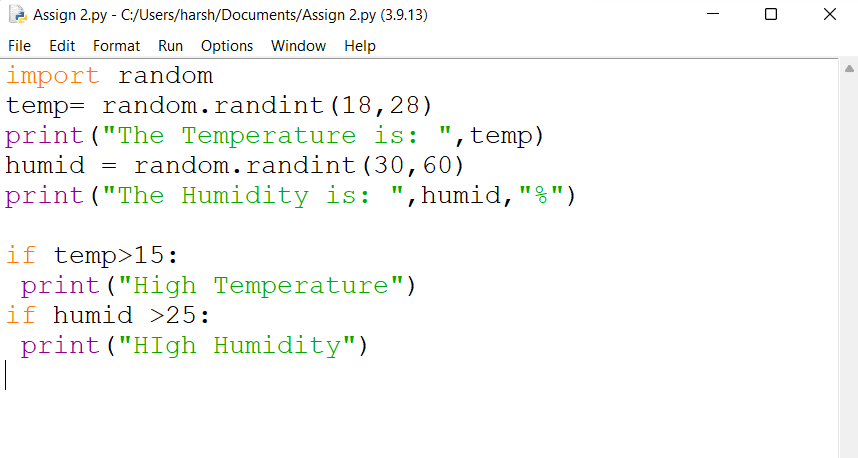 Assign 2.py - C:/Users/harsh/Documents/Assign 2.py (3.9.13)
File Edit Format Run Options Window Help
import random
temp= random.randint(18,28)
print("The Temperature is: ",temp)
humid = random.randint(30,60)
print("The Humidity is: ",humid,"%")
if temp>15:
 print("High Temperature")
if humid >25:
 print("HIgh Humidity")